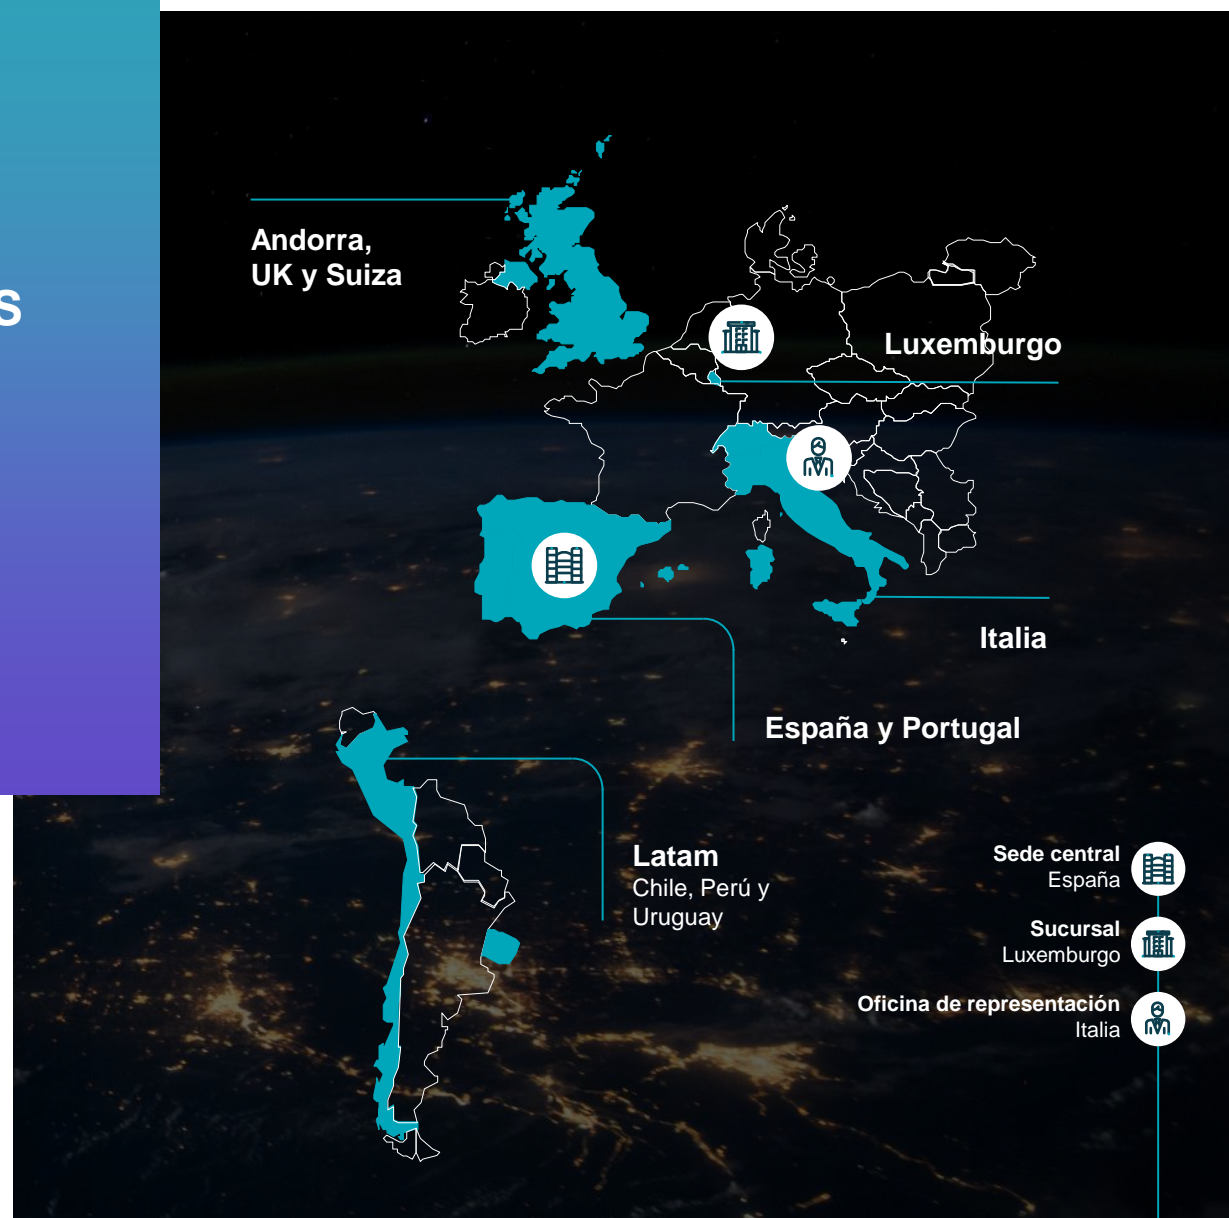 S
Andorra,
UK y Suiza
Luxemburgo
Italia
España y Portugal
Latam
Chile, Perú y
Uruguay
Sede central
España
Sucursal
Luxemburgo
Oficina de representación
Italia